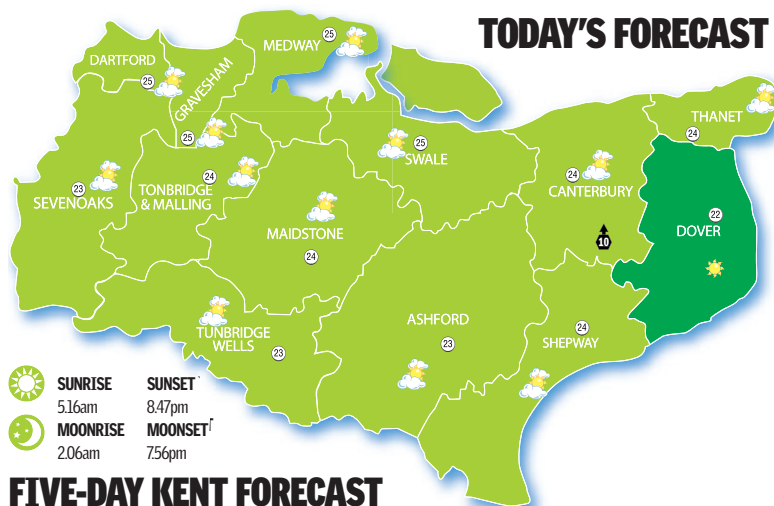 TODAY'S FORECAST
MEDWAY
25
DARTFORD
25
GRAVESHAM
25
THANET
24
SWALE
25
SEVENOAKS
23
TONBRIDGE
& MALLING
24
CANTERBURY
24
10
DOVER
22
MAIDSTONE
24
TUNBRIDGE
WELLS
23
ASHFORD
23
SHEPWAY
24
SUNRISE SUNSET
5.16am 8.47pm
MOONRISE MOONSET
2.06am 7.56pm
FIVE-DAY KENT FORECAST